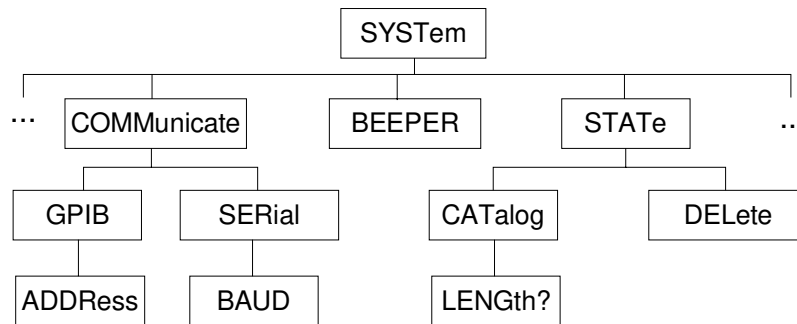 SYSTem
... COMMunicate BEEPER STATe ..
GPIB SERial CATalog DELete
ADDRess BAUD LENGth?